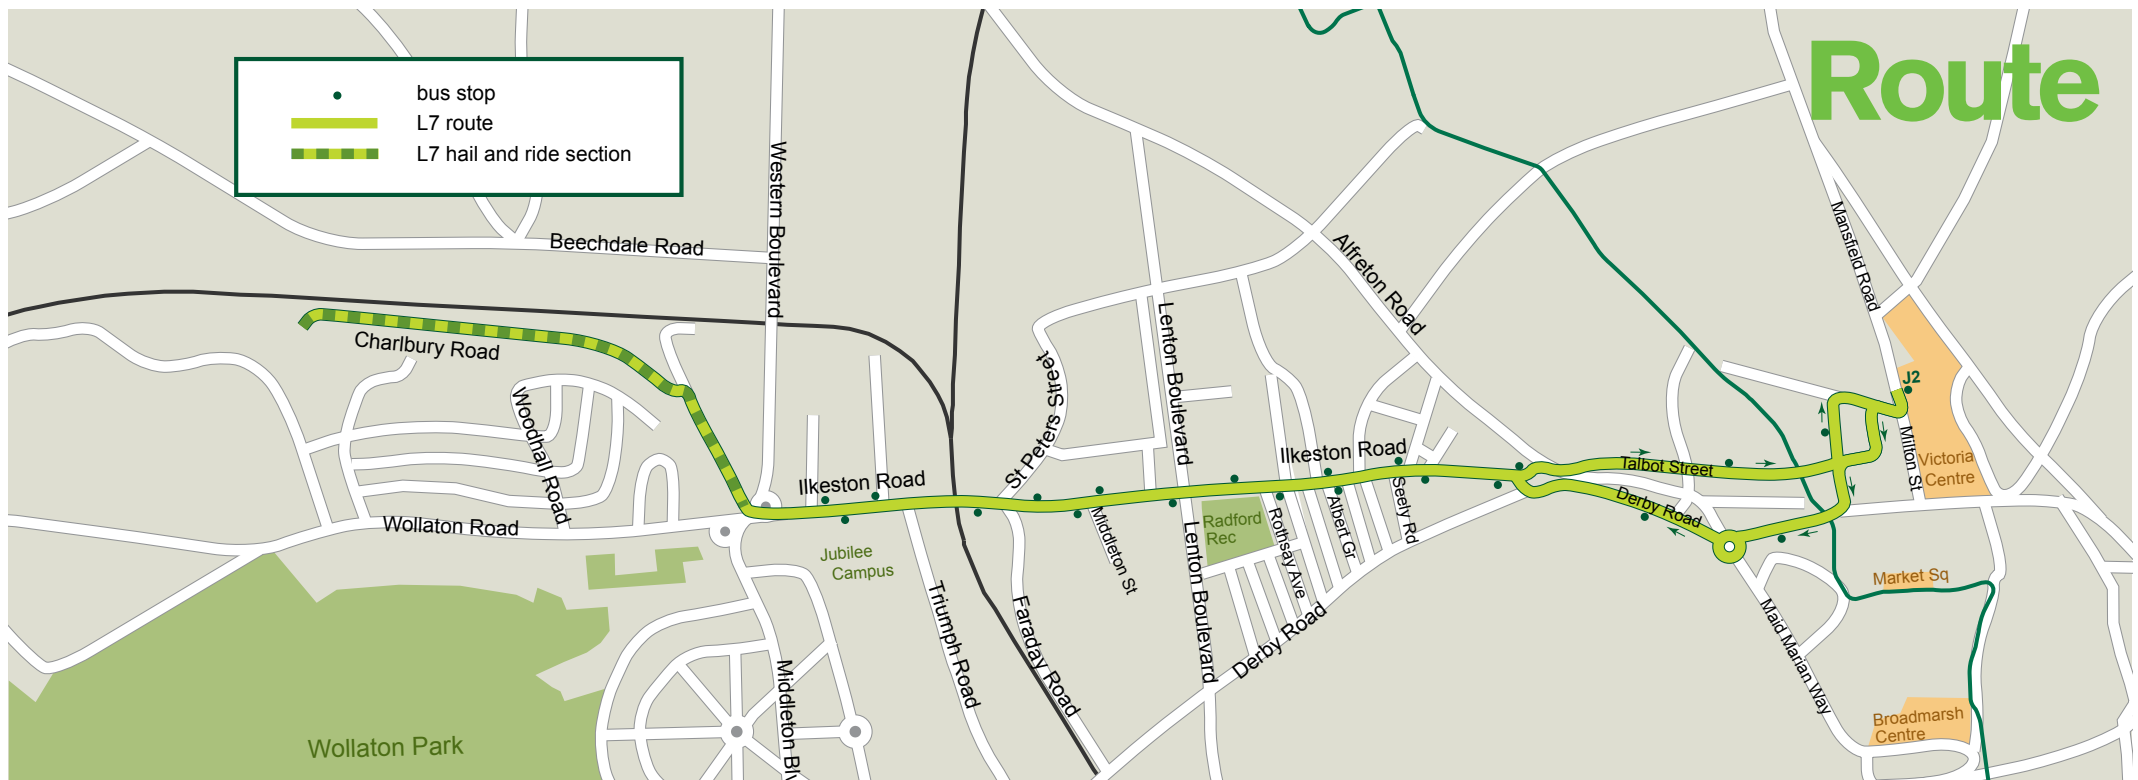 Route
bus stop
L7 route
L7 hail and ride section
Western Boulevard
Beechdale Road
Mansfield Road
Alfreton Road
Charlbury Road
Lenton Boulevard
St Peters Street
J2
Woodhall Road
Milton St
Victoria
Centre
Ilkeston Road
Talbot Street
Ilkeston Road
Seely Rd
Derby Road
Albert Gr
Rothsay Ave
Radford
Rec
Middleton St
Wollaton Road
Lenton Boulevard
Jubilee
Campus
Market Sq
Triumph Road
Faraday Road
Derby Road
Maid Marian Way
Middleton Blv
Broadmarsh
Centre
Wollaton Park